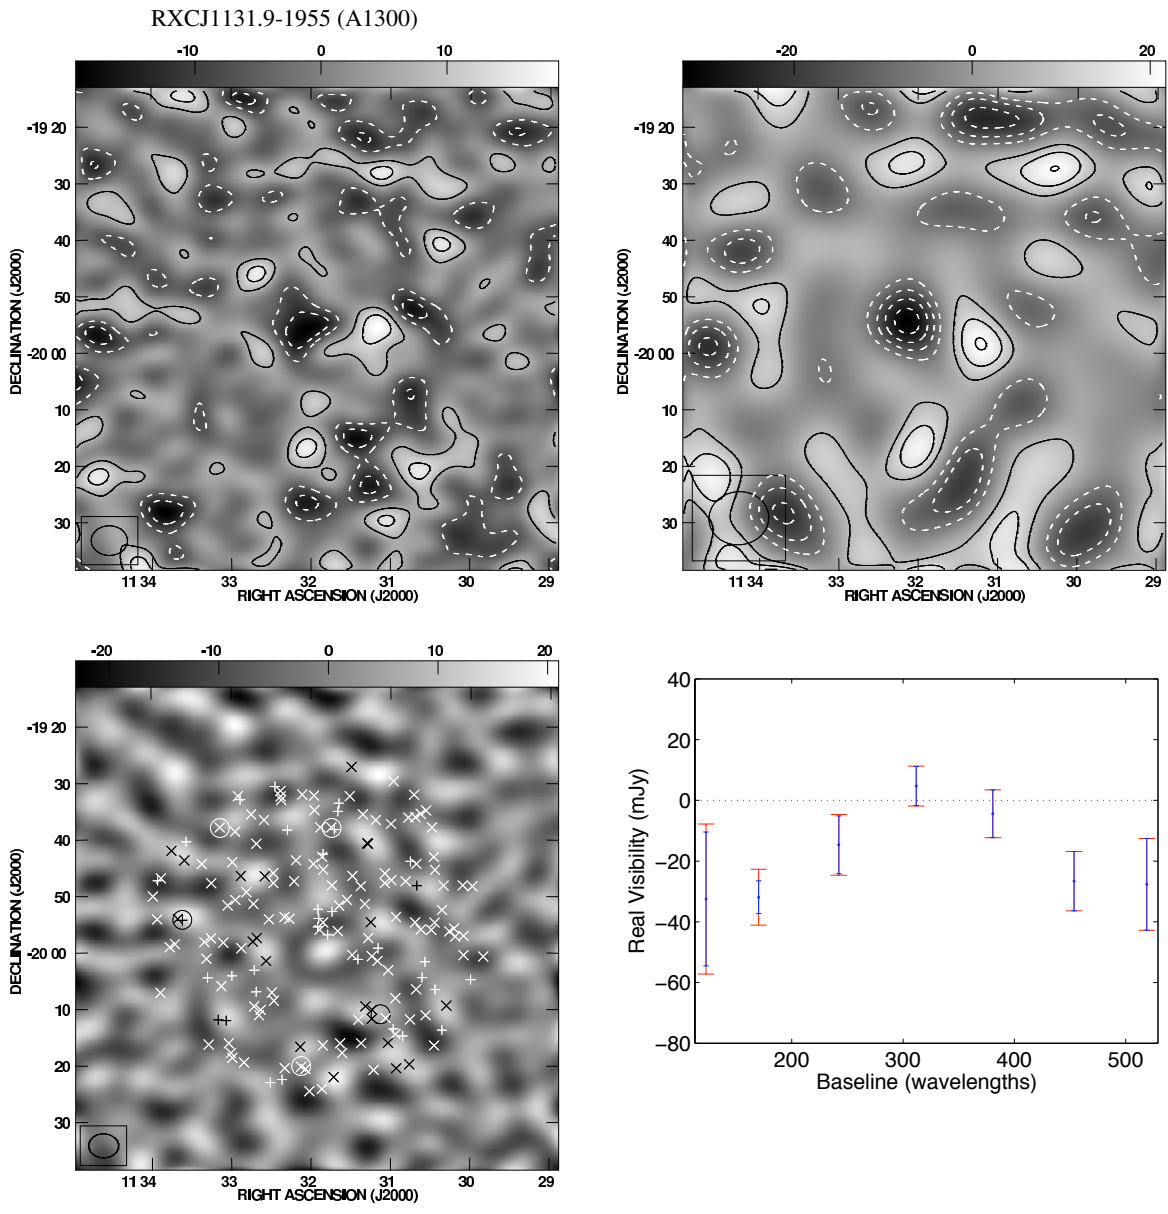 RXCJ1131.9-1955 (A1300)
-10 0 10
-19 20
30
40
50
-20 00
10
20
30
DECLINATION (J2000)
11 34 33 32 31 30 29
RIGHT ASCENSION (J2000)
-20 0 20
-19 20
30
40
50
-20 00
10
20
30
DECLINATION (J2000)
11 34 33 32 31 30 29
RIGHT ASCENSION (J2000)
-20 -10 0 10 20
-19 20
30
40
50
-20 00
10
20
30
DECLINATION (J2000)
11 34 33 32 31 30 29
RIGHT ASCENSION (J2000)
40
20
0
−20
−40
−60
−80
Real Visibility (mJy)
200 300 400 500
Baseline (wavelengths)